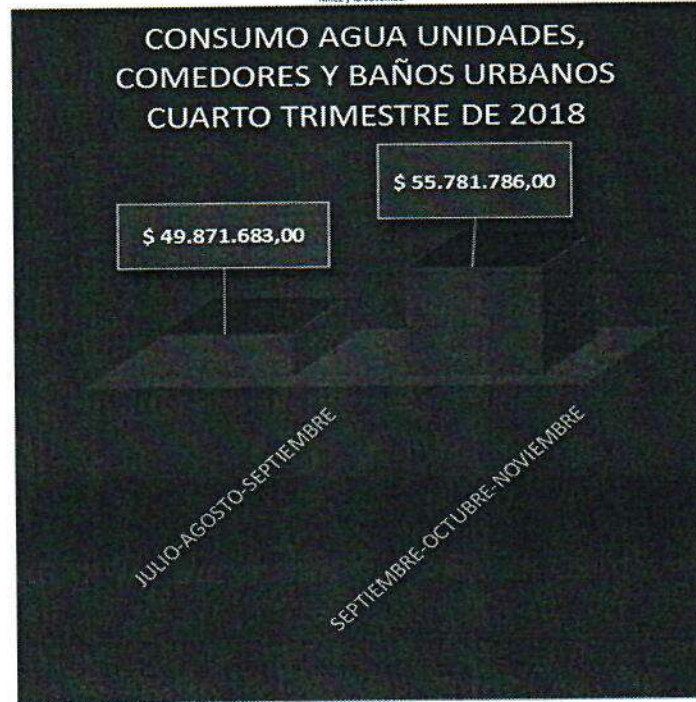 CONSUMO AGUA UNIDADES,
COMEDORES Y BAÑOS URBANOS
CUARTO TRIMESTRE DE 2018
$ 55.781.786,00
$ 49.871.683,00
JULIO-AGOSTO-SEPTIEMBRE
SEPTIEMBRE-OCTUBRE-NOVIEMBRE